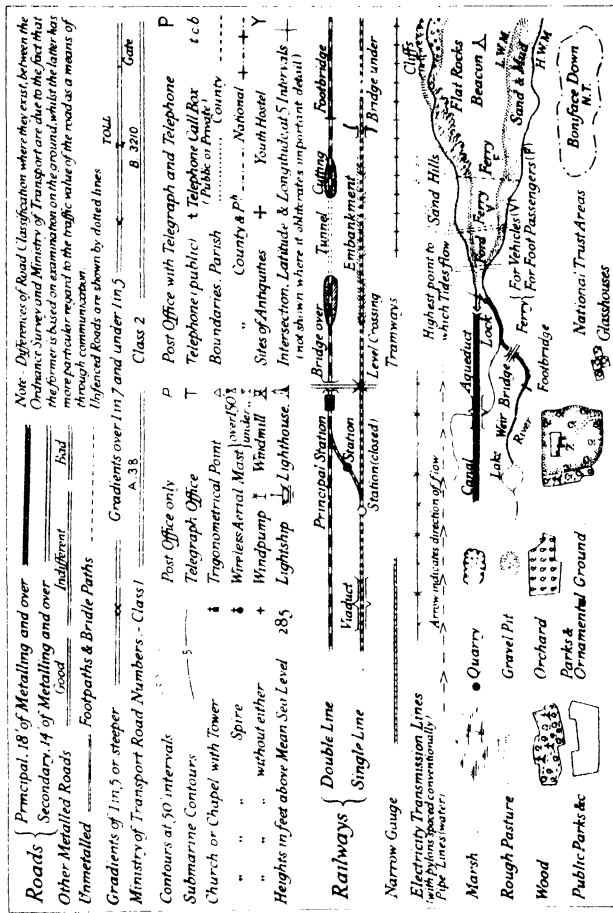 Roads { Principal. 18' of Metalling and over
Secondary. 14' of Metalling and over
Other Metalled Roads Good Indifferent Bad
Unmetalled Footpaths & Bridle Paths
Note: Differences of Road Classification where they exist, between the
Ordnance Survey and Ministry of Transport are due to the fact that
the former is based on examination on the ground, whilst the latter has
more particular regard to the traffic value of the road as a means of
through communication.
Unfenced Roads are shown by dotted lines
Gradients of 1 in 5 or steeper Gradients over 1 in 7 and under 1 in 5 TOLL Gate
Ministry of Transport Road Numbers.- Class 1 A.38 Class 2 B.3210
Contours at 50' intervals Post Office only P Post Office with Telegraph and Telephone P
Submarine Contours 5 Telegraph Office T Telephone (public) t Telephone Call Box t c b
(Public or Private)
Church or Chapel with Tower Trigonometrical Point Boundaries. Parish County
" " " Spire Wireless Aerial Mast { over 150' under " County & Ph National
" " " without either Windpump Windmill Sites of Antiquities Youth Hostel Y
Heights in feet above Mean Sea Level 285 Lightship Lighthouse Intersection, Latitude & Longitude, at 5' Intervals
(not shown where it obliterates important detail)
Railways { Double Line Principal Station Bridge over Tunnel Cutting Footbridge
Single Line Viaduct Station Station (closed) Level Crossing Embankment Bridge under
Narrow Gauge Tramways
Electricity Transmission Lines
(with pylons spaced conventionally)
Pipe Lines (water) Arrow indicates direction of flow
Highest point to
which Tides flow
Sand Hills Cliffs
Flat Rocks
Marsh Quarry Canal Aqueduct Lock Ford Ferry V Ferry F Beacon
Lake Weir Bridge L.W.M.
Rough Pasture Gravel Pit River Ferry { For Vehicles (V) Sand & Mud
For Foot Passengers (F) H.W.M.
Wood Orchard Footbridge
Public Parks &c Parks &
Ornamental Ground National Trust Areas Boniface Down
N.T.
Glasshouses